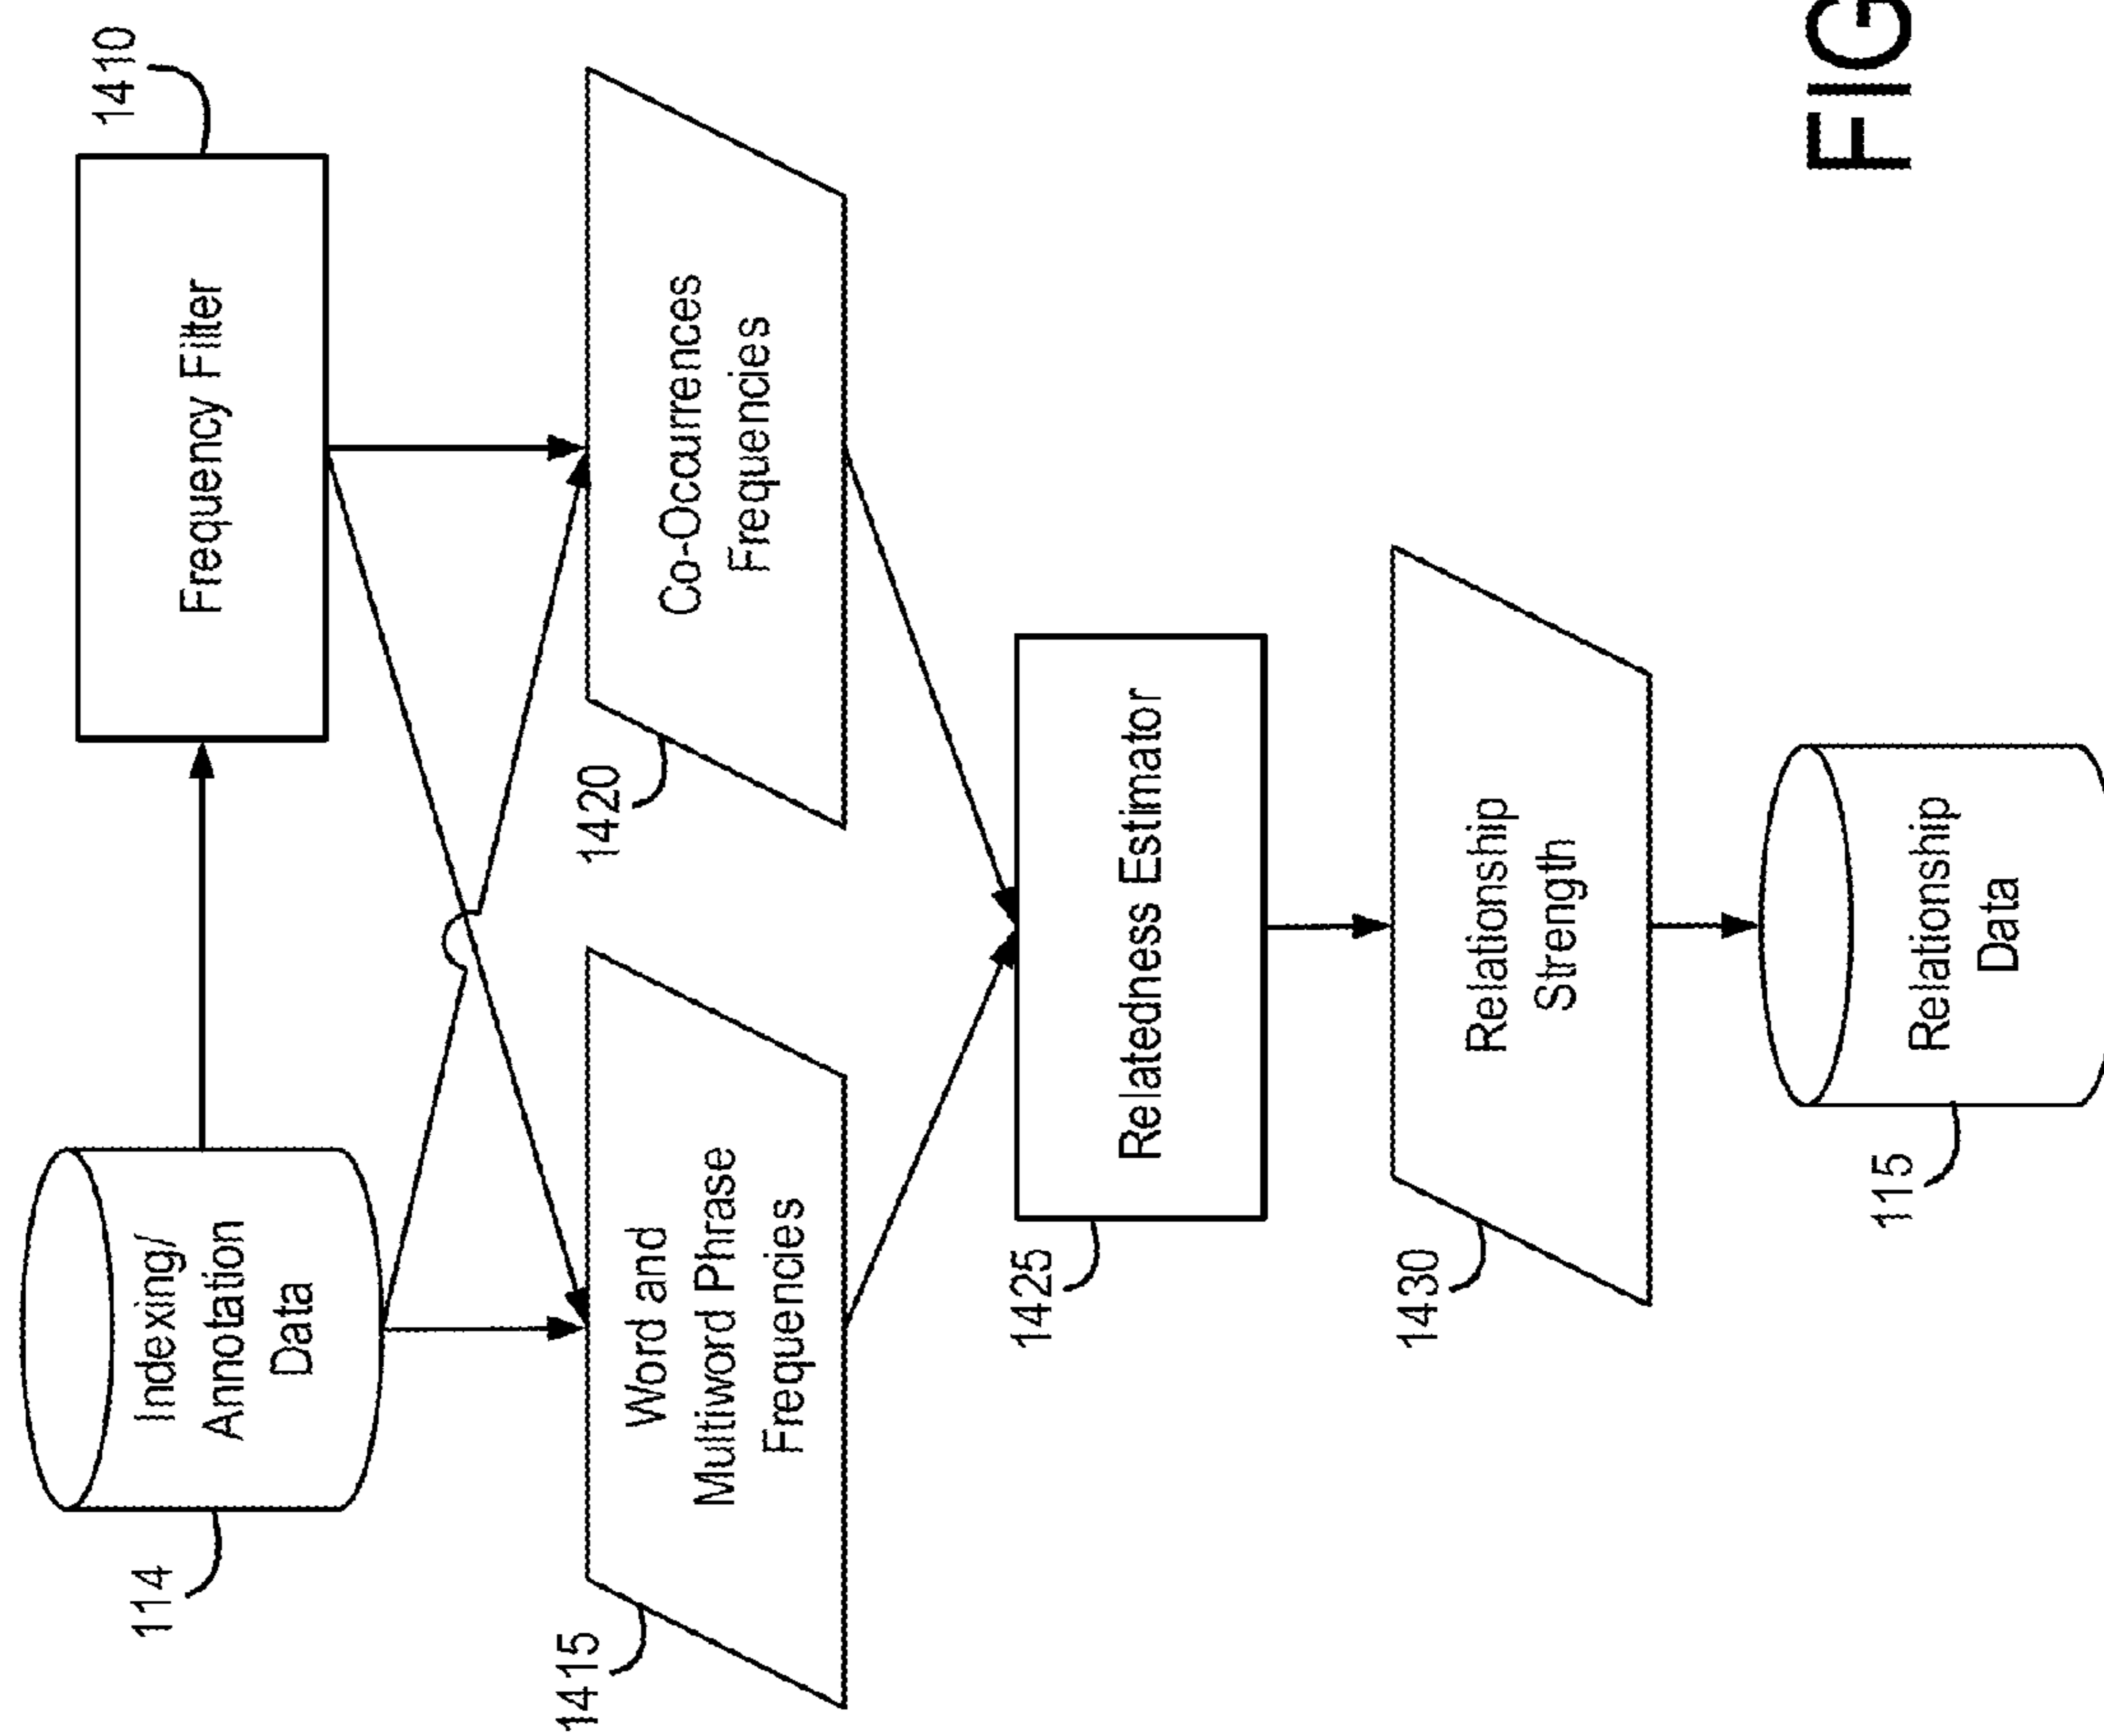 114
Indexing/
Annotation
Data
1410
Frequency Filter
1415
Word and
Multiword Phrase
Frequencies
1420
Co-Occurrences
Frequencies
1425
Relatedness Estimator
1430
Relationship
Strength
115
Relationship
Data
FIG